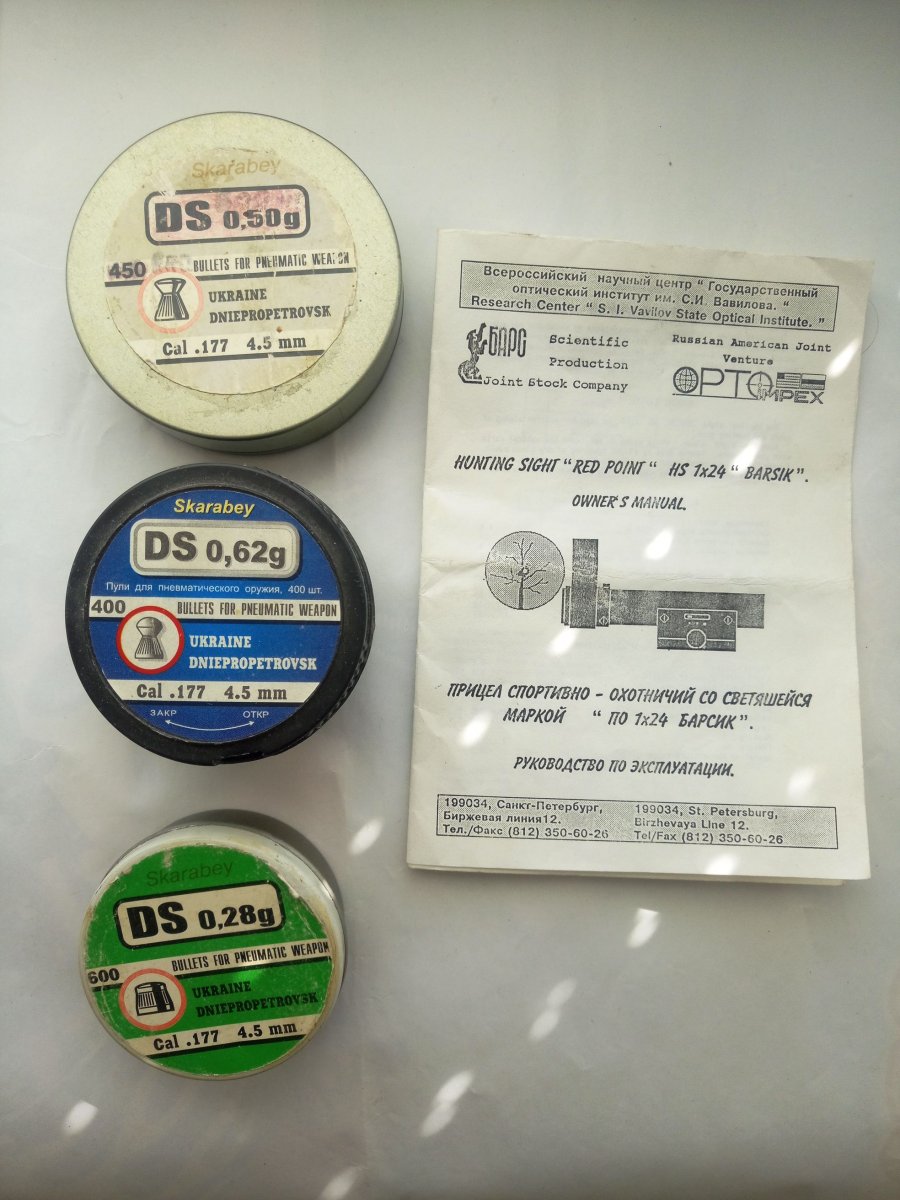 Skarabey
DS 0,50g
450 BULLETS FOR PNEUMATIC WEAPON
UKRAINE
DNIEPROPETROVSK
Cal .177 4.5 mm
Skarabey
DS 0,62g
Пули для пневматического оружия, 400 шт.
400 BULLETS FOR PNEUMATIC WEAPON
UKRAINE
DNIEPROPETROVSK
Cal .177 4.5 mm
ЗАКР ОТКР
Skarabey
DS 0,28g
600 BULLETS FOR PNEUMATIC WEAPON
UKRAINE
DNIEPROPETROVSK
Cal .177 4.5 mm
Всероссийский научный центр " Государственный
оптический институт им. С.И. Вавилова. "
Research Center " S. I. Vavilov State Optical Institute. "
БАРС
Scientific
Production
Joint Stock Company
Russian American Joint
Venture
OPTO IMPEX
HUNTING SIGHT " RED POINT " HS 1x24 " BARSIK".
OWNER'S MANUAL.
ПРИЦЕЛ СПОРТИВНО - ОХОТНИЧИЙ СО СВЕТЯШЕЙСЯ
МАРКОЙ " ПО 1x24 БАРСИК".
РУКОВОДСТВО ПО ЭКСПЛУАТАЦИИ.
199034, Санкт-Петербург,
Биржевая линия12.
Тел./Факс (812) 350-60-26
199034, St. Petersburg,
Birzhevaya Line 12.
Tel/Fax (812) 350-60-26